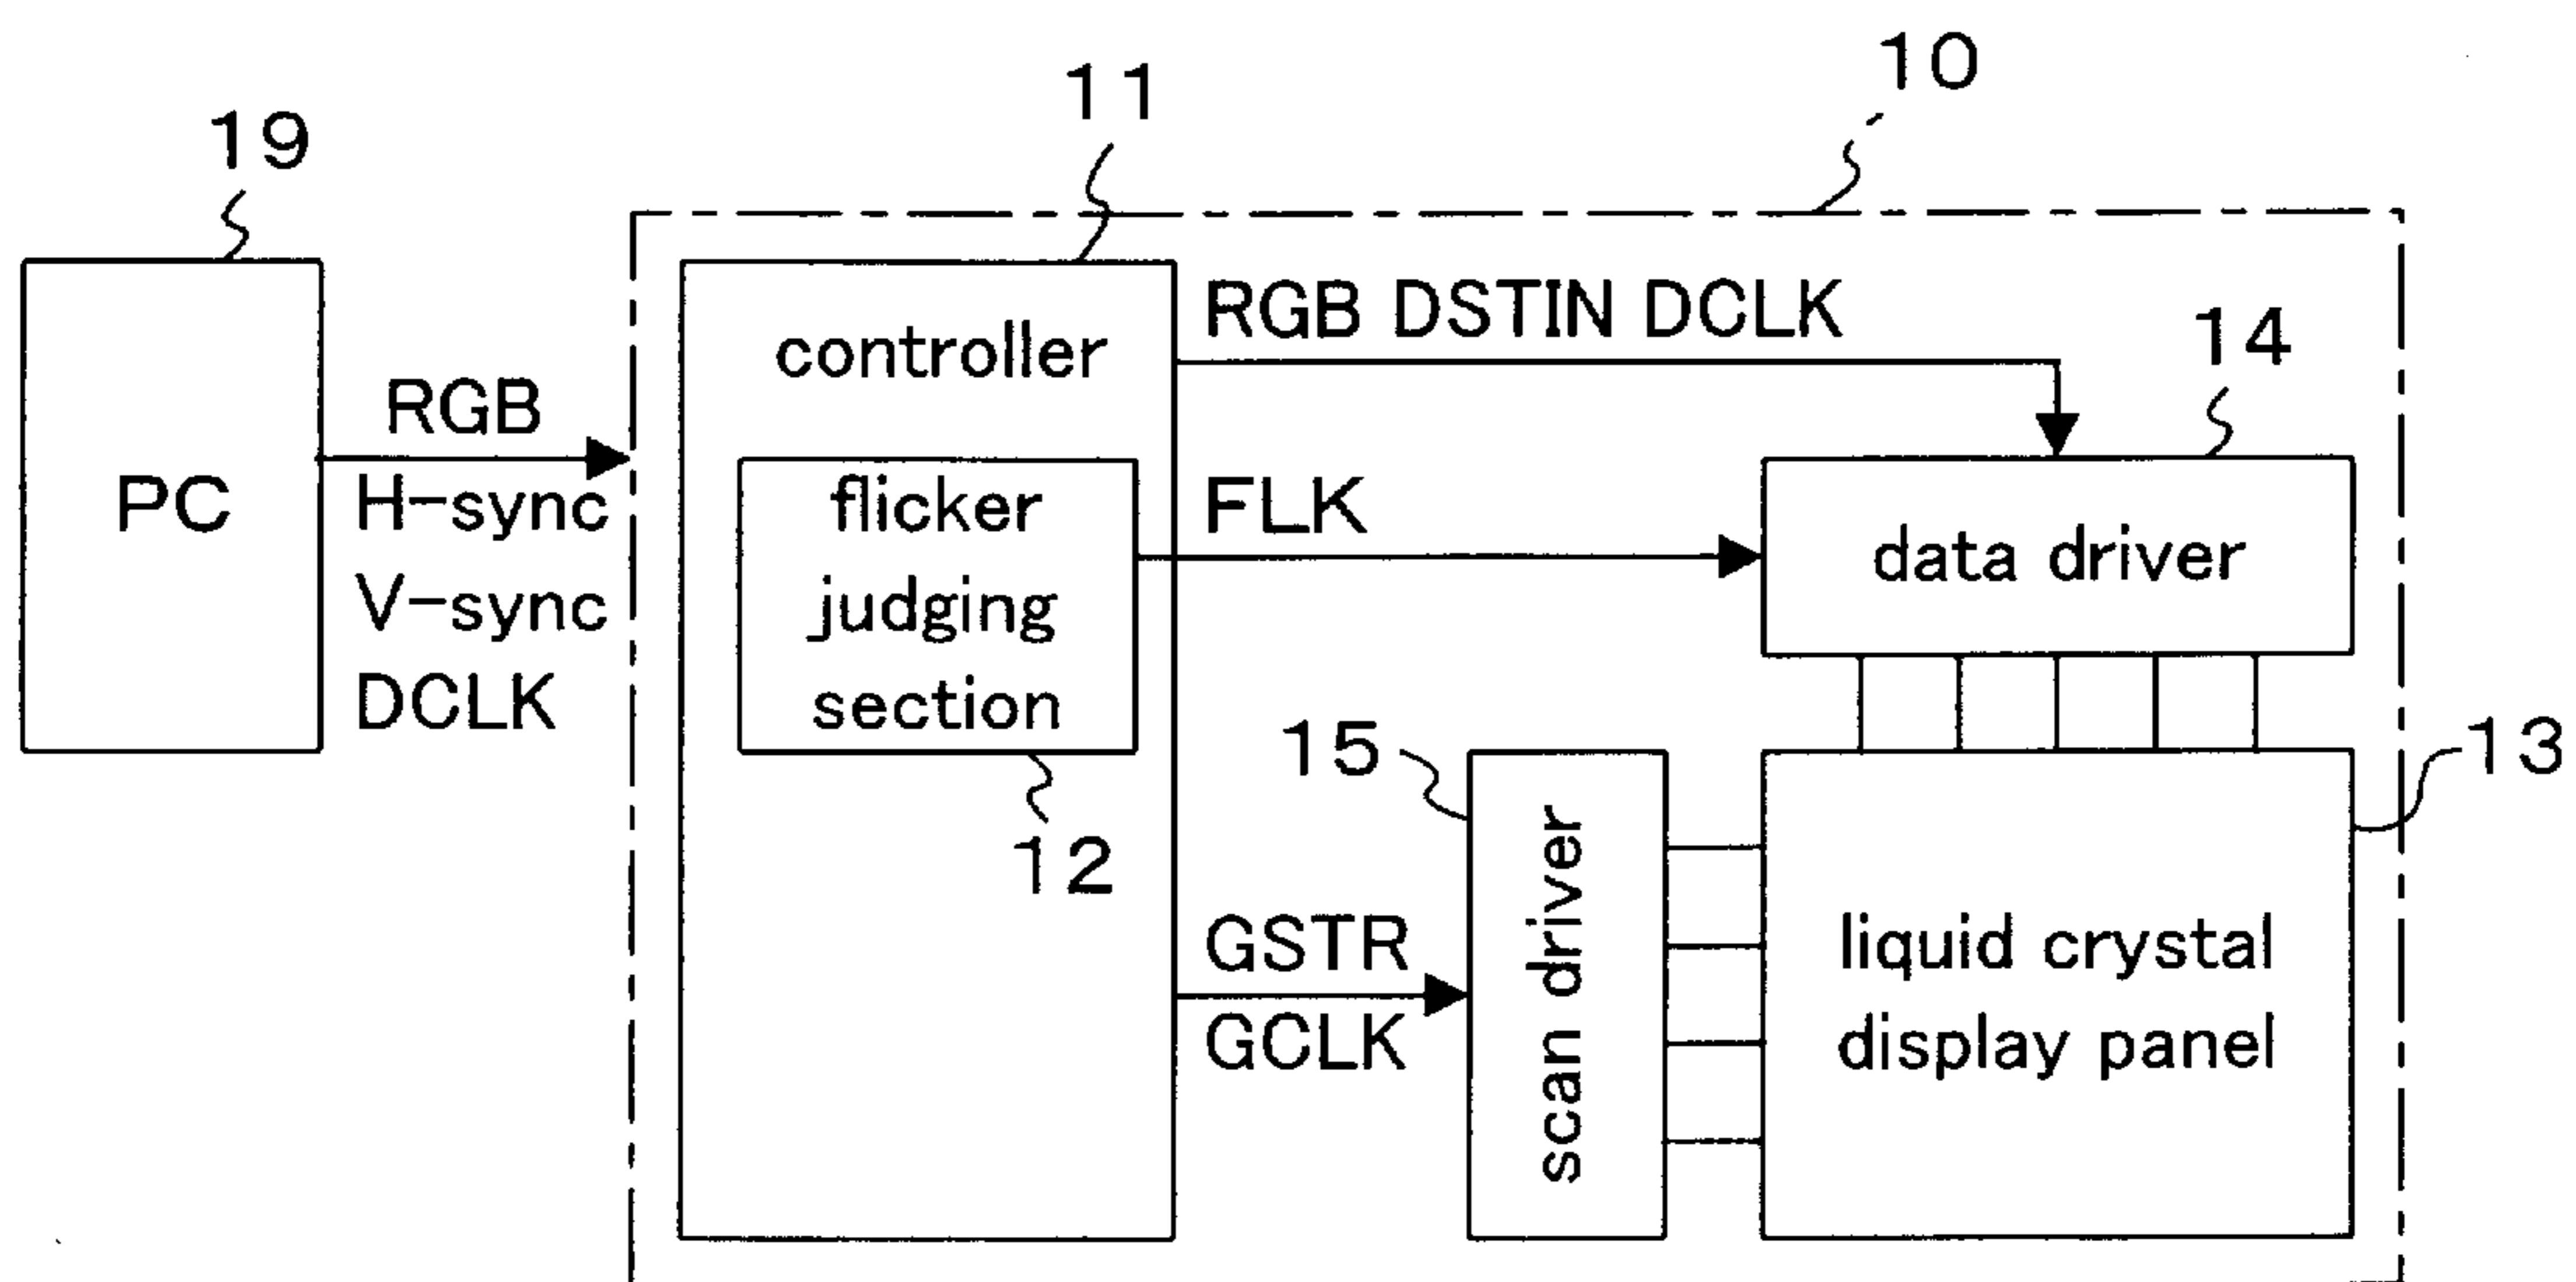 10
11
19
RGB DSTIN DCLK
14
controller
RGB
PC
H-sync
V-sync
DCLK
flicker
judging
section
FLK
data driver
12
15
13
GSTR
GCLK
scan driver
liquid crystal
display panel